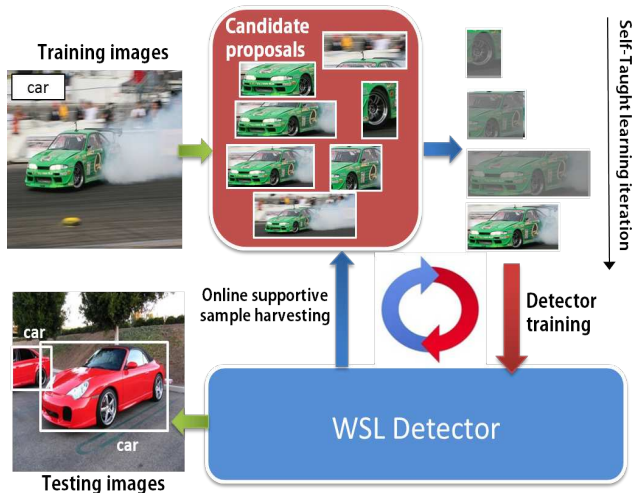 Training images
car
Candidate
proposals
Self-Taught learning iteration
Online supportive
sample harvesting
Detector
training
car
car
WSL Detector
Testing images